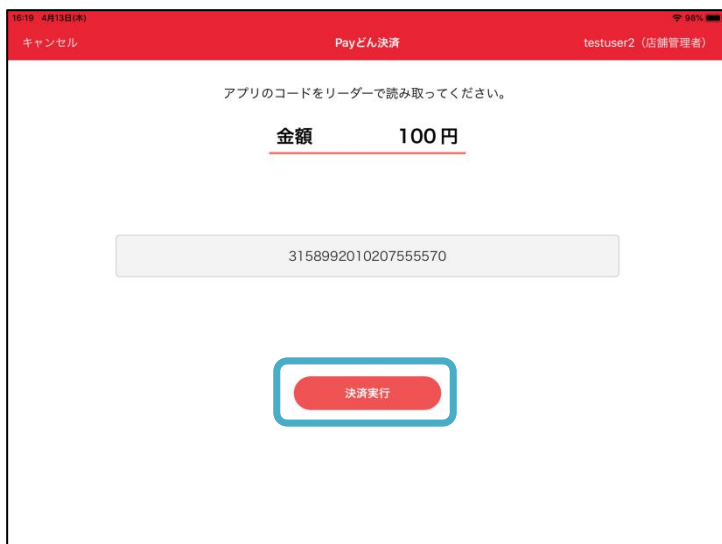 16:19 4月13日(木) 98%
キャンセル Payどん決済 testuser2（店舗管理者）
アプリのコードをリーダーで読み取ってください。
金額 100円
3158992010207555570
決済実行